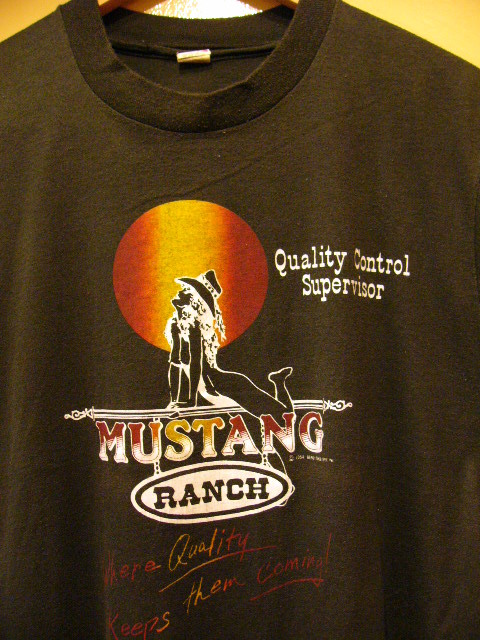 Quality Control
Supervisor
MUSTANG
RANCH
Where Quality
Keeps them coming!